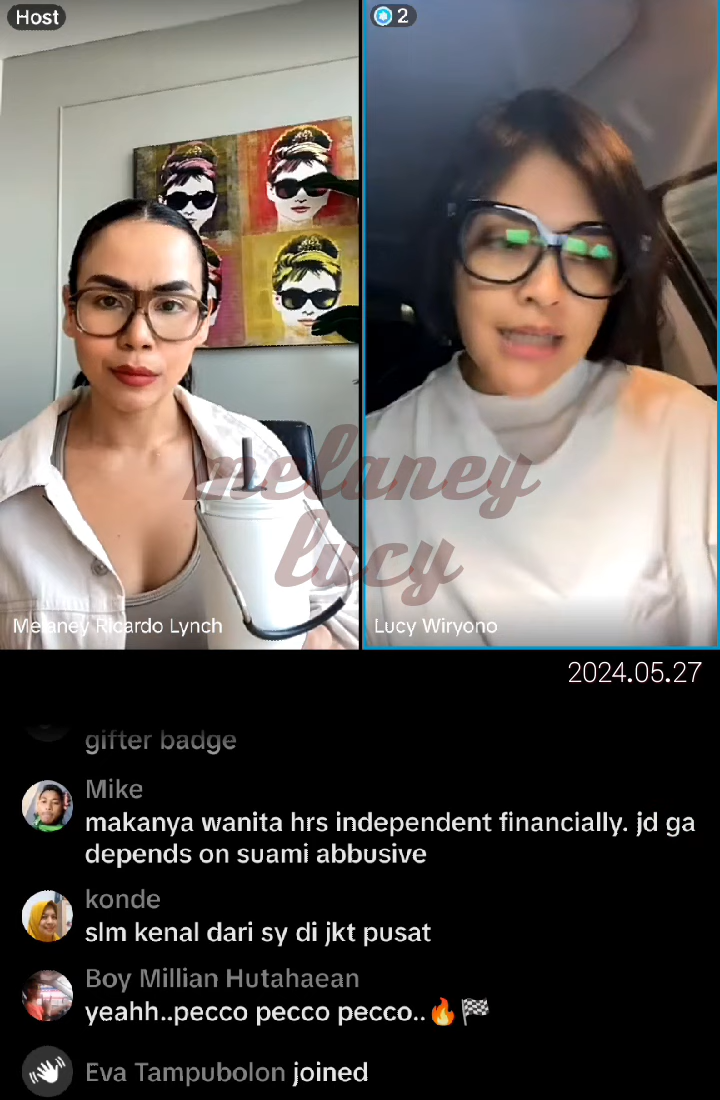 Host
2
melaney
lucy
Melaney Ricardo Lynch
Lucy Wiryono
2024.05.27
gifter badge
Mike
makanya wanita hrs independent financially. jd ga
depends on suami abbusive
konde
slm kenal dari sy di jkt pusat
Boy Millian Hutahaean
yeahh..pecco pecco pecco..🔥🏁
Eva Tampubolon joined